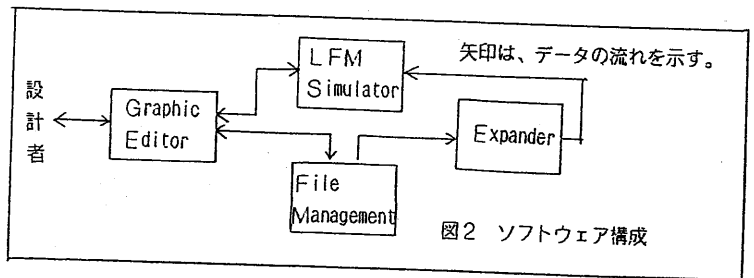 LFM
Simulator
矢印は、データの流れを示す。
設計者
Graphic
Editor
Expander
File
Management
図2 ソフトウェア構成